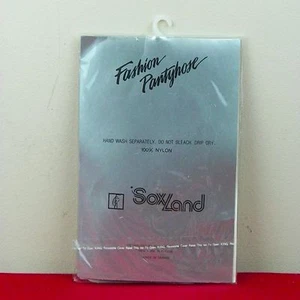 Fashion
Pantyhose
HAND WASH SEPARATELY, DO NOT BLEACH, DRIP DRY.
100% NYLON
SoxLand